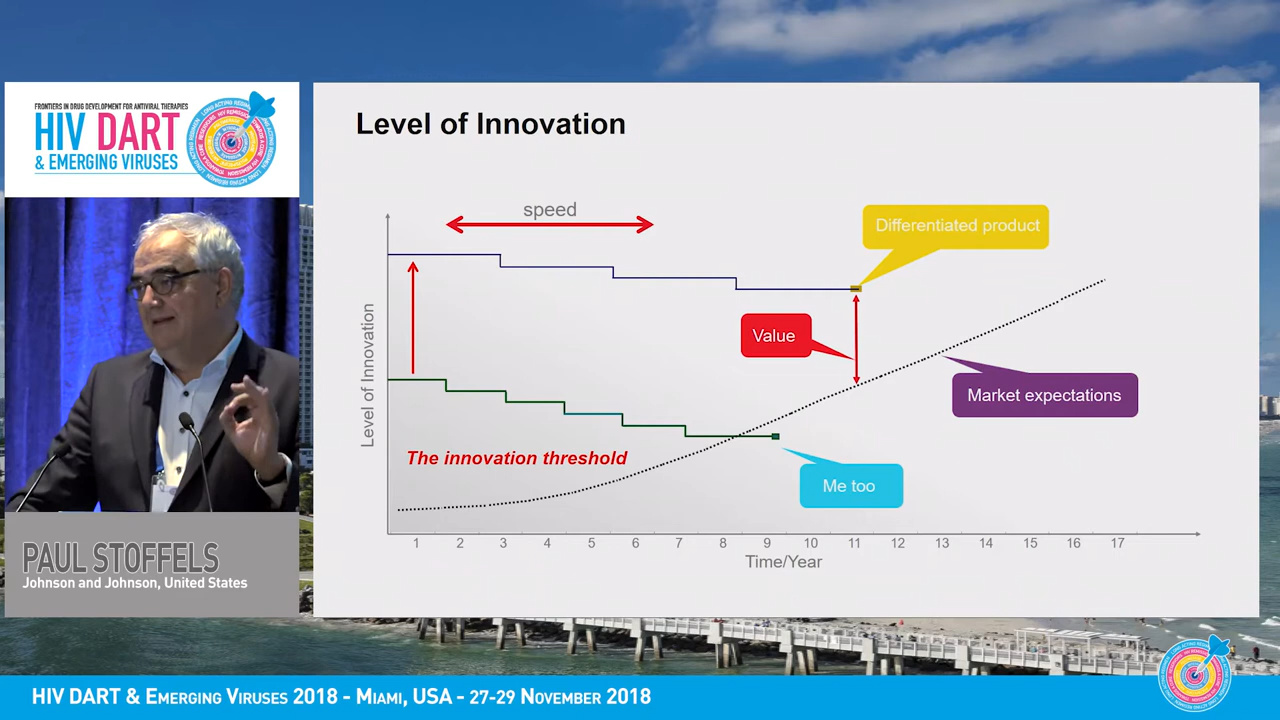 FRONTIERS IN DRUG DEVELOPMENT FOR ANTIVIRAL THERAPIES
HIV DART
& EMERGING VIRUSES
PAUL STOFFELS
Johnson and Johnson, United States
Level of Innovation
speed
Differentiated product
Value
Market expectations
Level of Innovation
The innovation threshold
Me too
1 2 3 4 5 6 7 8 9 10 11 12 13 14 15 16 17
Time/Year
HIV DART & EMERGING VIRUSES 2018 - MIAMI, USA - 27-29 NOVEMBER 2018